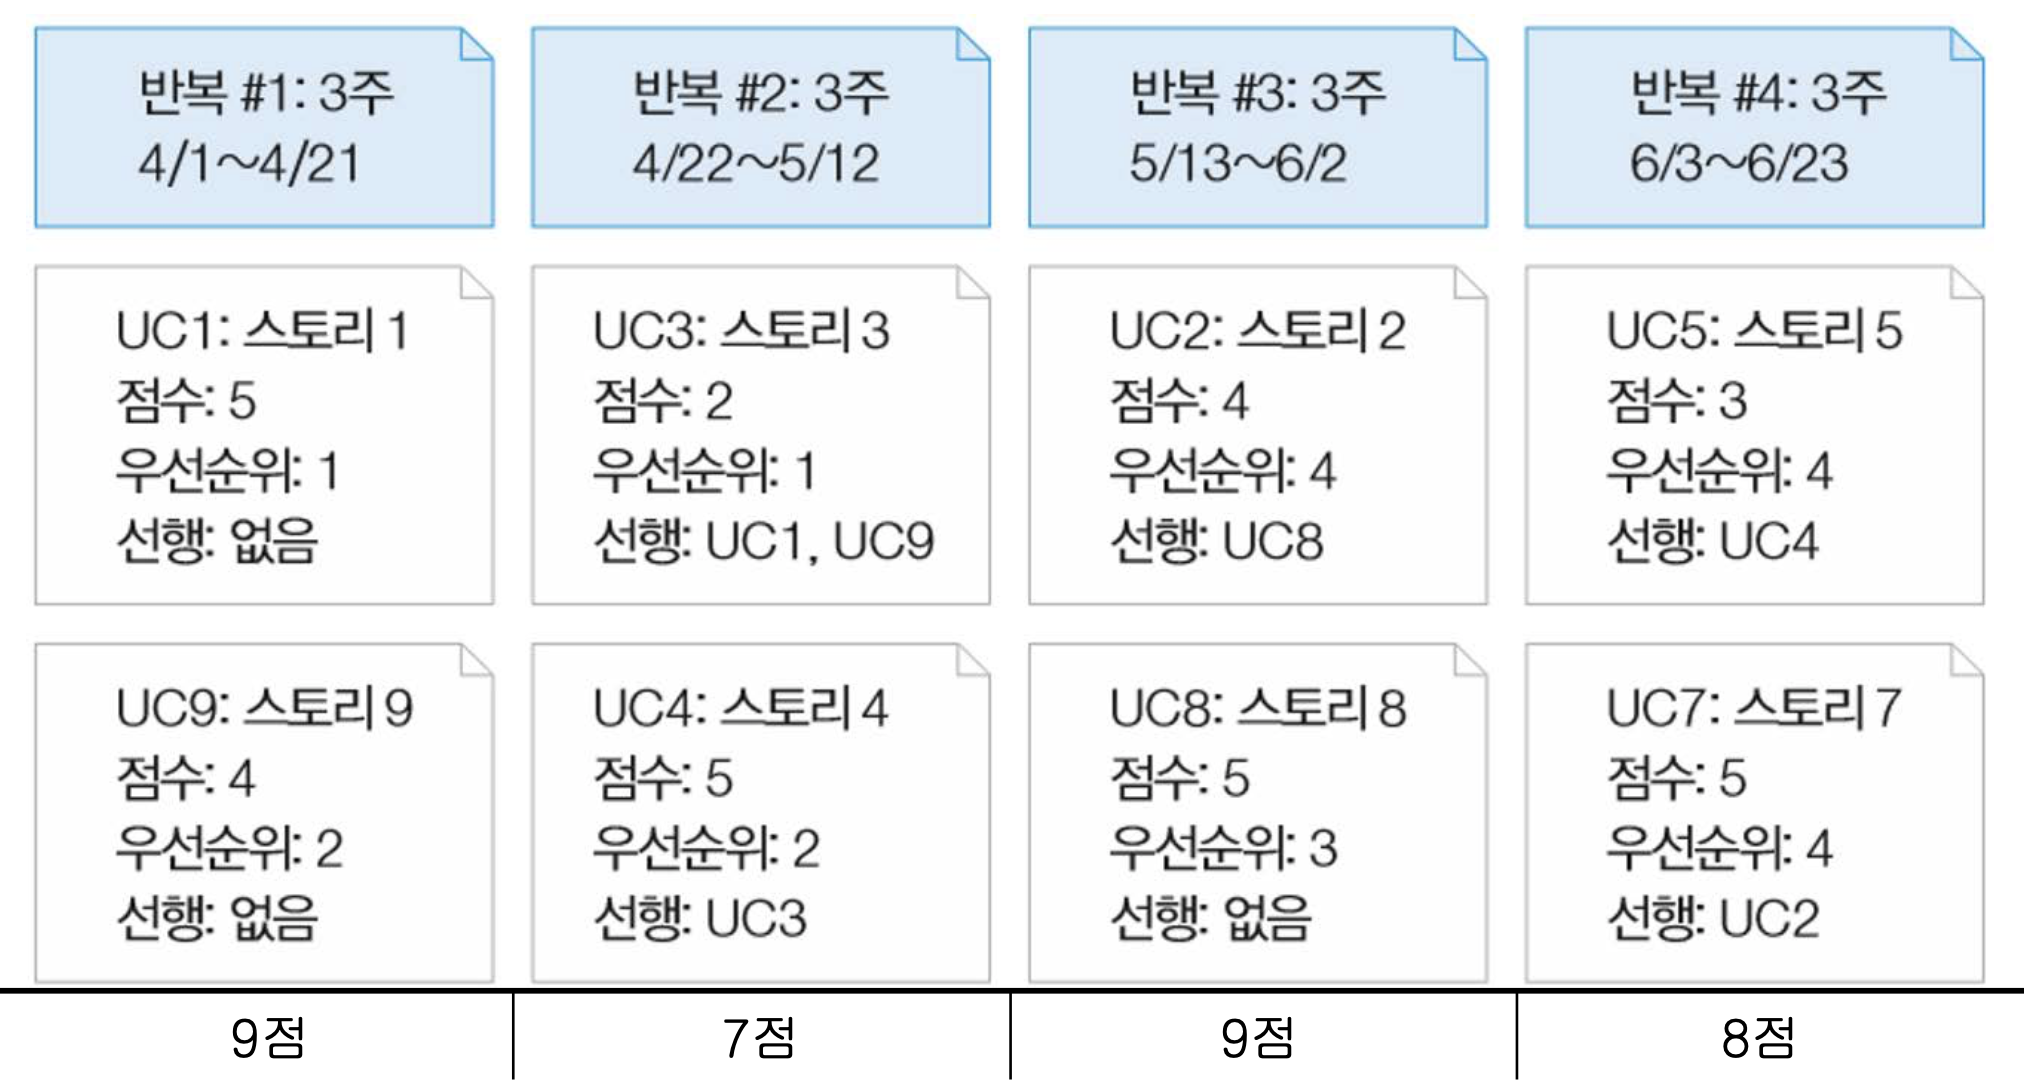 반복 #1: 3주
4/1~4/21
반복 #2: 3주
4/22~5/12
반복 #3: 3주
5/13~6/2
반복 #4: 3주
6/3~6/23
UC1: 스토리 1
점수: 5
우선순위: 1
선행: 없음
UC3: 스토리 3
점수: 2
우선순위: 1
선행: UC1, UC9
UC2: 스토리 2
점수: 4
우선순위: 4
선행: UC8
UC5: 스토리 5
점수: 3
우선순위: 4
선행: UC4
UC9: 스토리 9
점수: 4
우선순위: 2
선행: 없음
UC4: 스토리 4
점수: 5
우선순위: 2
선행: UC3
UC8: 스토리 8
점수: 5
우선순위: 3
선행: 없음
UC7: 스토리 7
점수: 5
우선순위: 4
선행: UC2
9점
7점
9점
8점